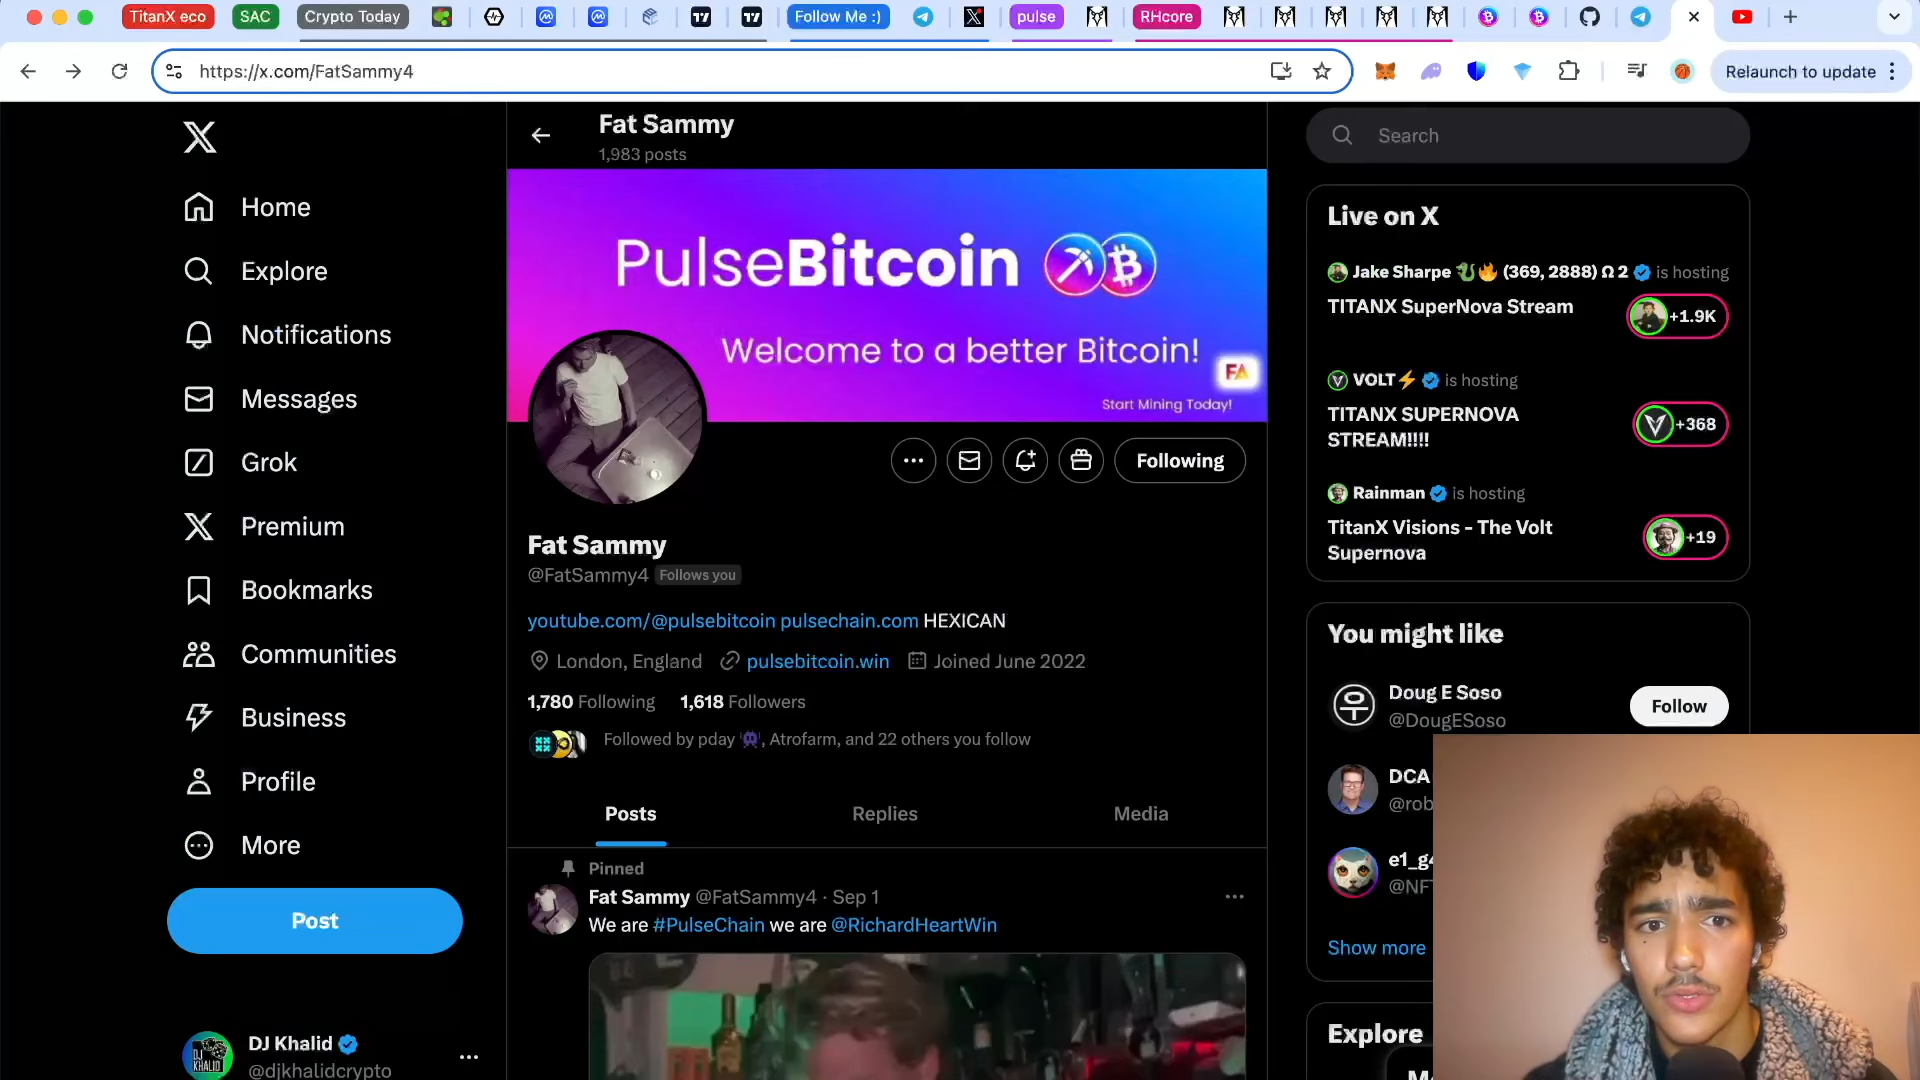 TitanX eco
SAC
Crypto Today
Follow Me :)
pulse
RHcore
https://x.com/FatSammy4
Relaunch to update
Fat Sammy
1,983 posts
Search
Home
Explore
Notifications
Messages
Grok
Premium
Bookmarks
Communities
Business
Profile
More
Post
DJ Khalid
@djkhalidcrypto
PulseBitcoin
Welcome to a better Bitcoin!
FA
Start Mining Today!
Following
Fat Sammy
@FatSammy4 Follows you
youtube.com/@pulsebitcoin pulsechain.com HEXICAN
London, England pulsebitcoin.win Joined June 2022
1,780 Following 1,618 Followers
Followed by pday 👾, Atrofarm, and 22 others you follow
Posts Replies Media
Pinned
Fat Sammy @FatSammy4 · Sep 1
We are #PulseChain we are @RichardHeartWin
Live on X
Jake Sharpe 🐉🔥 (369, 2888) Ω 2 is hosting
TITANX SuperNova Stream
+1.9K
VOLT⚡ is hosting
TITANX SUPERNOVA
STREAM!!!!
+368
Rainman is hosting
TitanX Visions - The Volt
Supernova
+19
You might like
Doug E Soso
@DougESoso
Follow
DCA
@rob
e1_g
@NFT
Show more
Explore